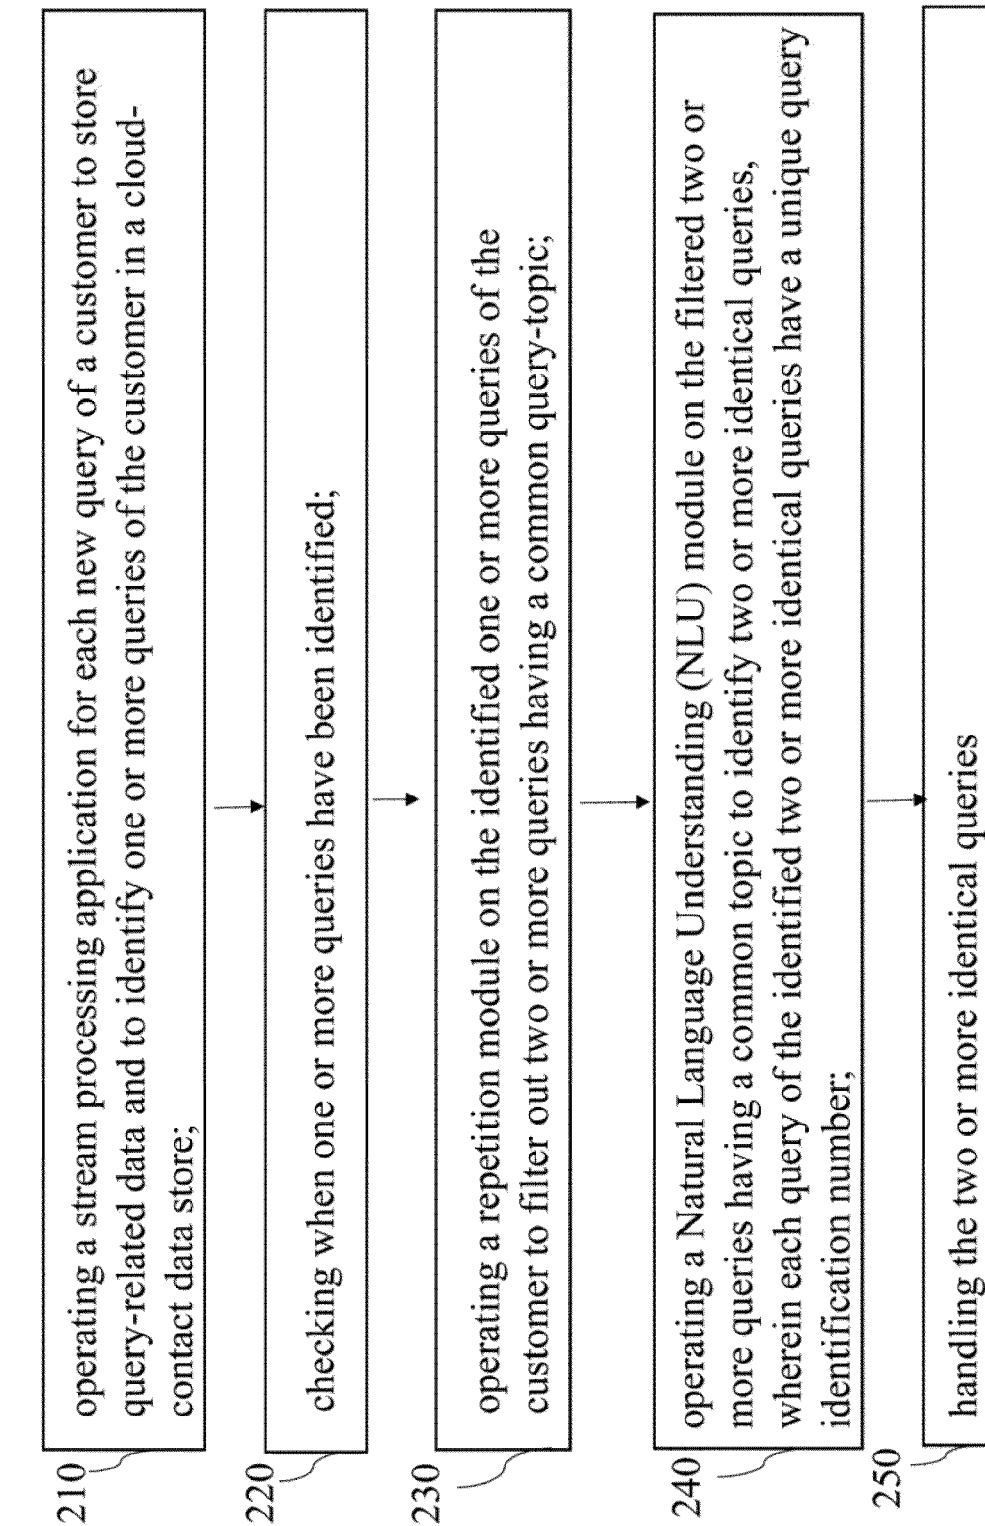 210
operating a stream processing application for each new query of a customer to store
query-related data and to identify one or more queries of the customer in a cloud-
contact data store;
220
checking when one or more queries have been identified;
230
operating a repetition module on the identified one or more queries of the
customer to filter out two or more queries having a common query-topic;
240
operating a Natural Language Understanding (NLU) module on the filtered two or
more queries having a common topic to identify two or more identical queries,
wherein each query of the identified two or more identical queries have a unique query
identification number;
250
handling the two or more identical queries